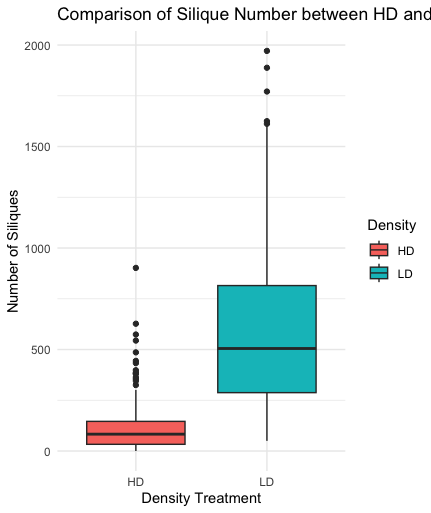 Comparison of Silique Number between HD and
2000
1500
1000
500
0
Number of Siliques
HD
LD
Density Treatment
Density
HD
LD